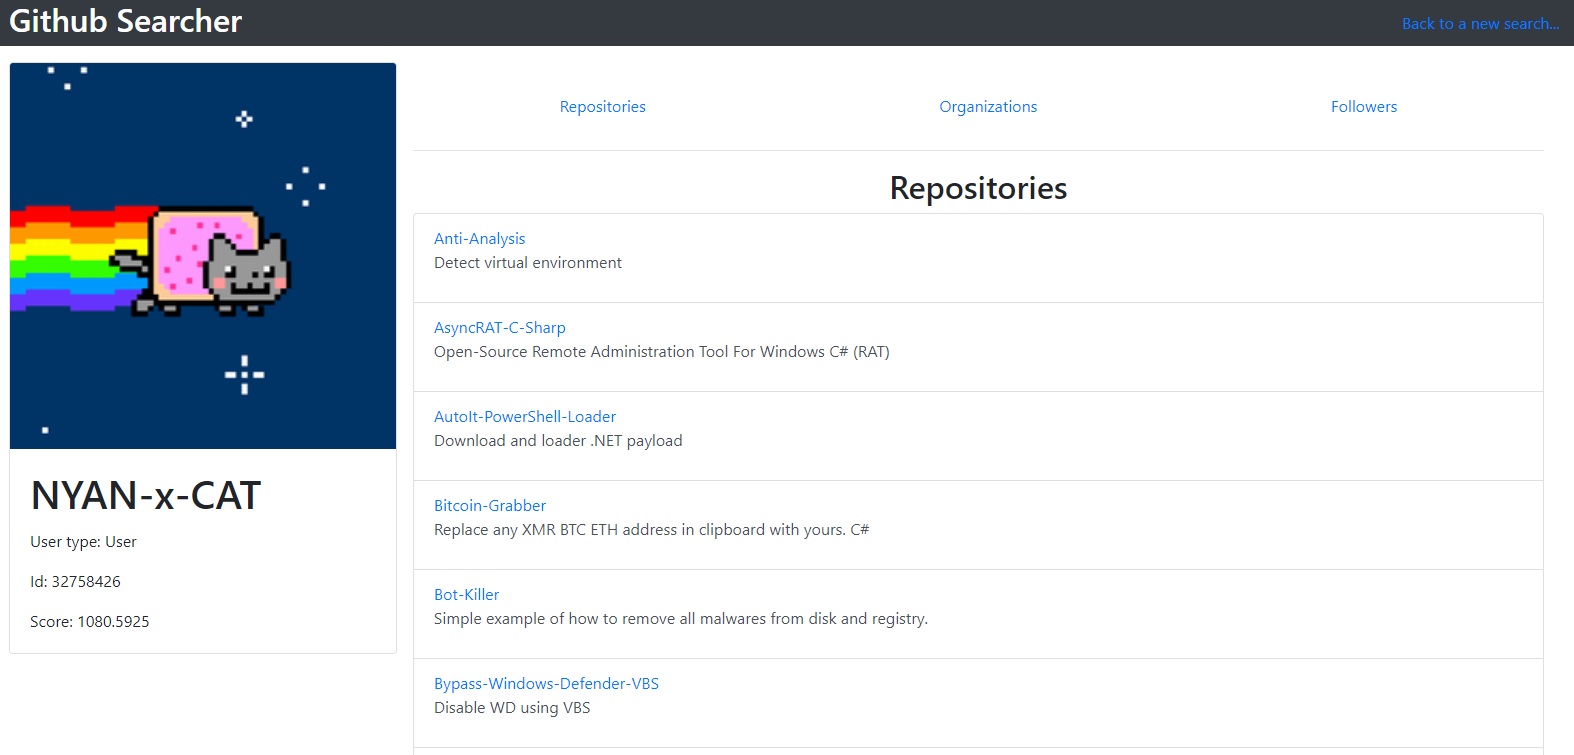 Github Searcher
Back to a new search...
NYAN-x-CAT
User type: User
Id: 32758426
Score: 1080.5925
Repositories
Organizations
Followers
Repositories
Anti-Analysis
Detect virtual environment
AsyncRAT-C-Sharp
Open-Source Remote Administration Tool For Windows C# (RAT)
AutoIt-PowerShell-Loader
Download and loader .NET payload
Bitcoin-Grabber
Replace any XMR BTC ETH address in clipboard with yours. C#
Bot-Killer
Simple example of how to remove all malwares from disk and registry.
Bypass-Windows-Defender-VBS
Disable WD using VBS